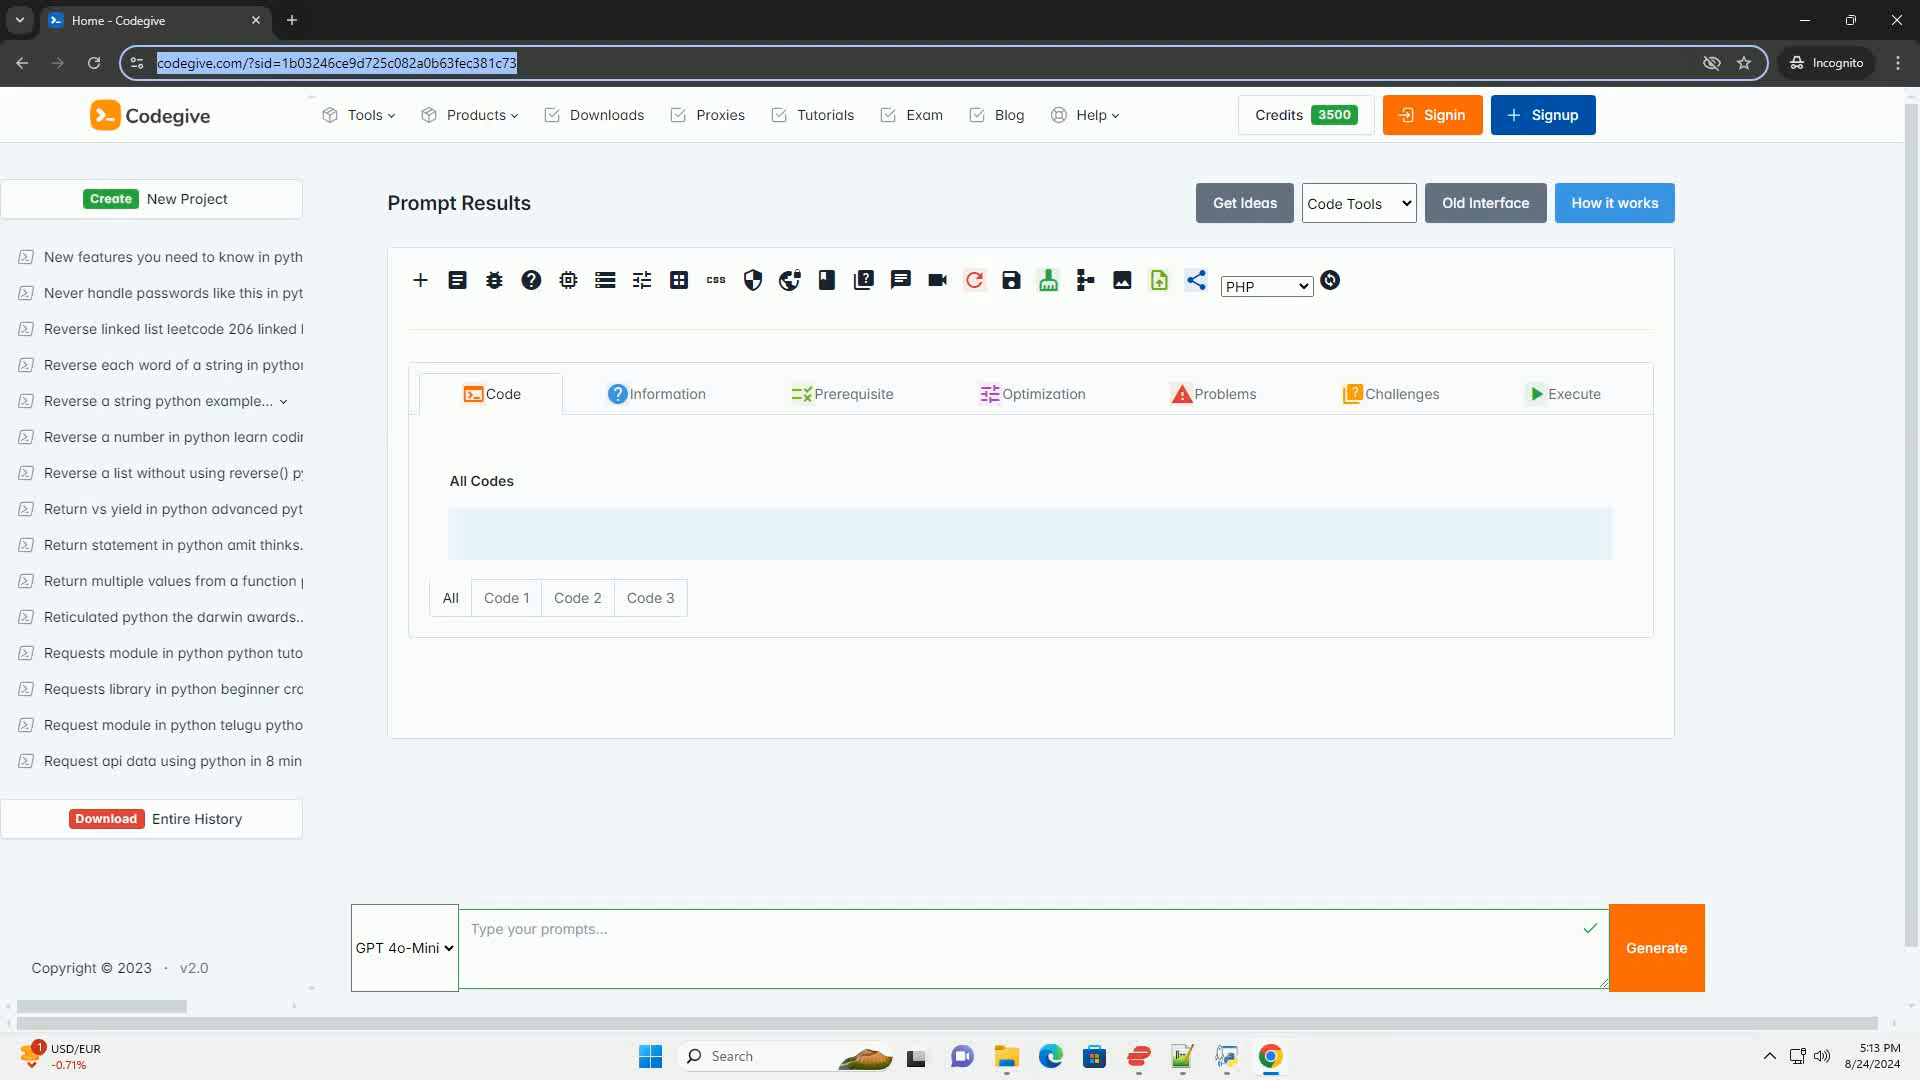 Home - Codegive
codegive.com/?sid=1b03246ce9d725c082a0b63fec381c73
Incognito
Codegive
Tools
Products
Downloads
Proxies
Tutorials
Exam
Blog
Help
Credits 3500
Signin
Signup
Create New Project
Prompt Results
Get Ideas
Code Tools
Old Interface
How it works
New features you need to know in pyth
Never handle passwords like this in pyt
Reverse linked list leetcode 206 linked l
Reverse each word of a string in python
Reverse a string python example...
Reverse a number in python learn codin
Reverse a list without using reverse() py
Return vs yield in python advanced pyt
Return statement in python amit thinks.
Return multiple values from a function p
Reticulated python the darwin awards..
Requests module in python python tuto
Requests library in python beginner cra
Request module in python telugu pytho
Request api data using python in 8 min
Download Entire History
css
PHP
Code
Information
Prerequisite
Optimization
Problems
Challenges
Execute
All Codes
All
Code 1
Code 2
Code 3
GPT 4o-Mini
Type your prompts...
Generate
Copyright © 2023 · v2.0
1
USD/EUR
-0.71%
Search
5:13 PM
8/24/2024